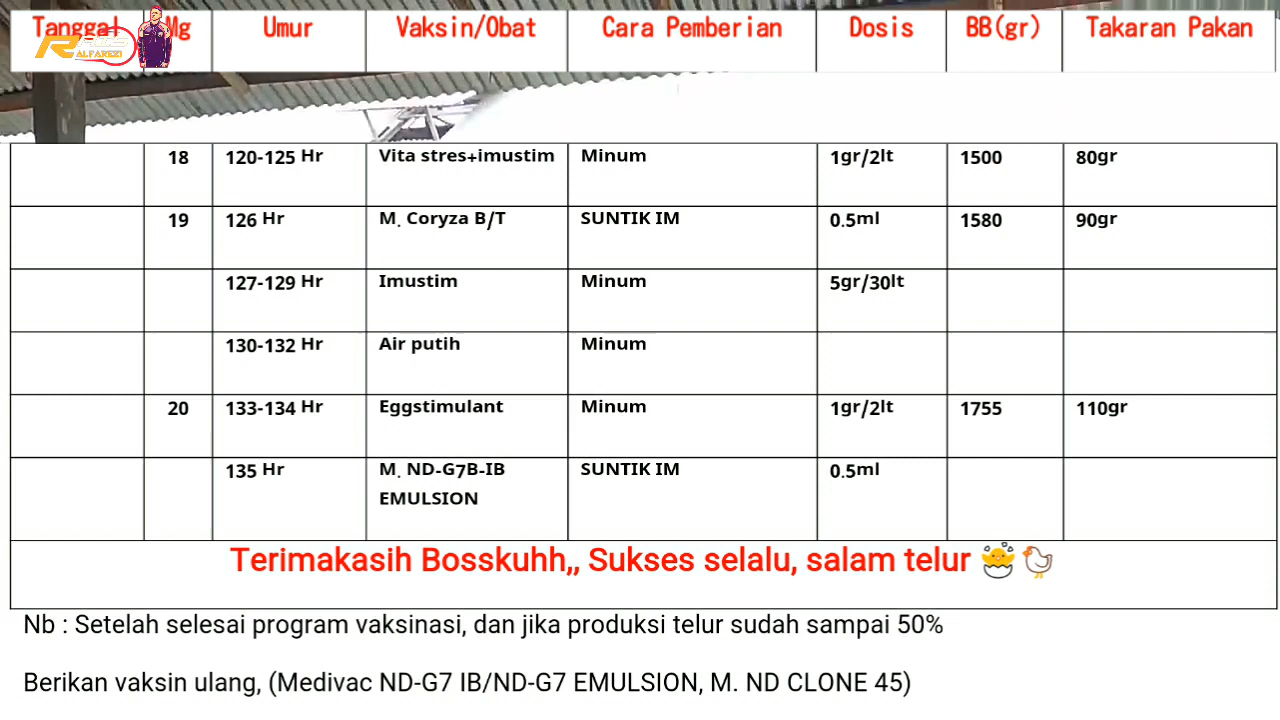 Tanggal Mg Umur Vaksin/Obat Cara Pemberian Dosis BB(gr) Takaran Pakan
ALFAREZI
18 120-125 Hr Vita stres+imustim Minum 1gr/2lt 1500 80gr
19 126 Hr M. Coryza B/T SUNTIK IM 0.5ml 1580 90gr
127-129 Hr Imustim Minum 5gr/30lt
130-132 Hr Air putih Minum
20 133-134 Hr Eggstimulant Minum 1gr/2lt 1755 110gr
135 Hr M. ND-G7B-IB SUNTIK IM 0.5ml
EMULSION
Terimakasih Bosskuhh,, Sukses selalu, salam telur 🐣🐓
Nb : Setelah selesai program vaksinasi, dan jika produksi telur sudah sampai 50%
Berikan vaksin ulang, (Medivac ND-G7 IB/ND-G7 EMULSION, M. ND CLONE 45)